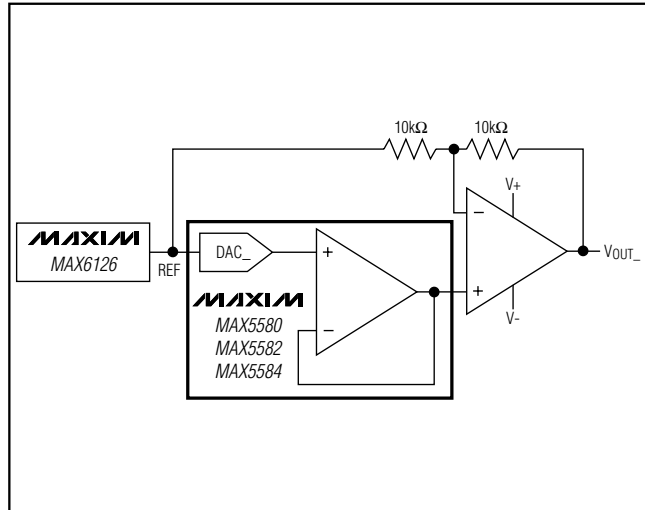 10kΩ 10kΩ
V+
−
MAXIM
MAX6126
REF
DAC_
+
VOUT_
+
V-
MAXIM
MAX5580
MAX5582
MAX5584
−